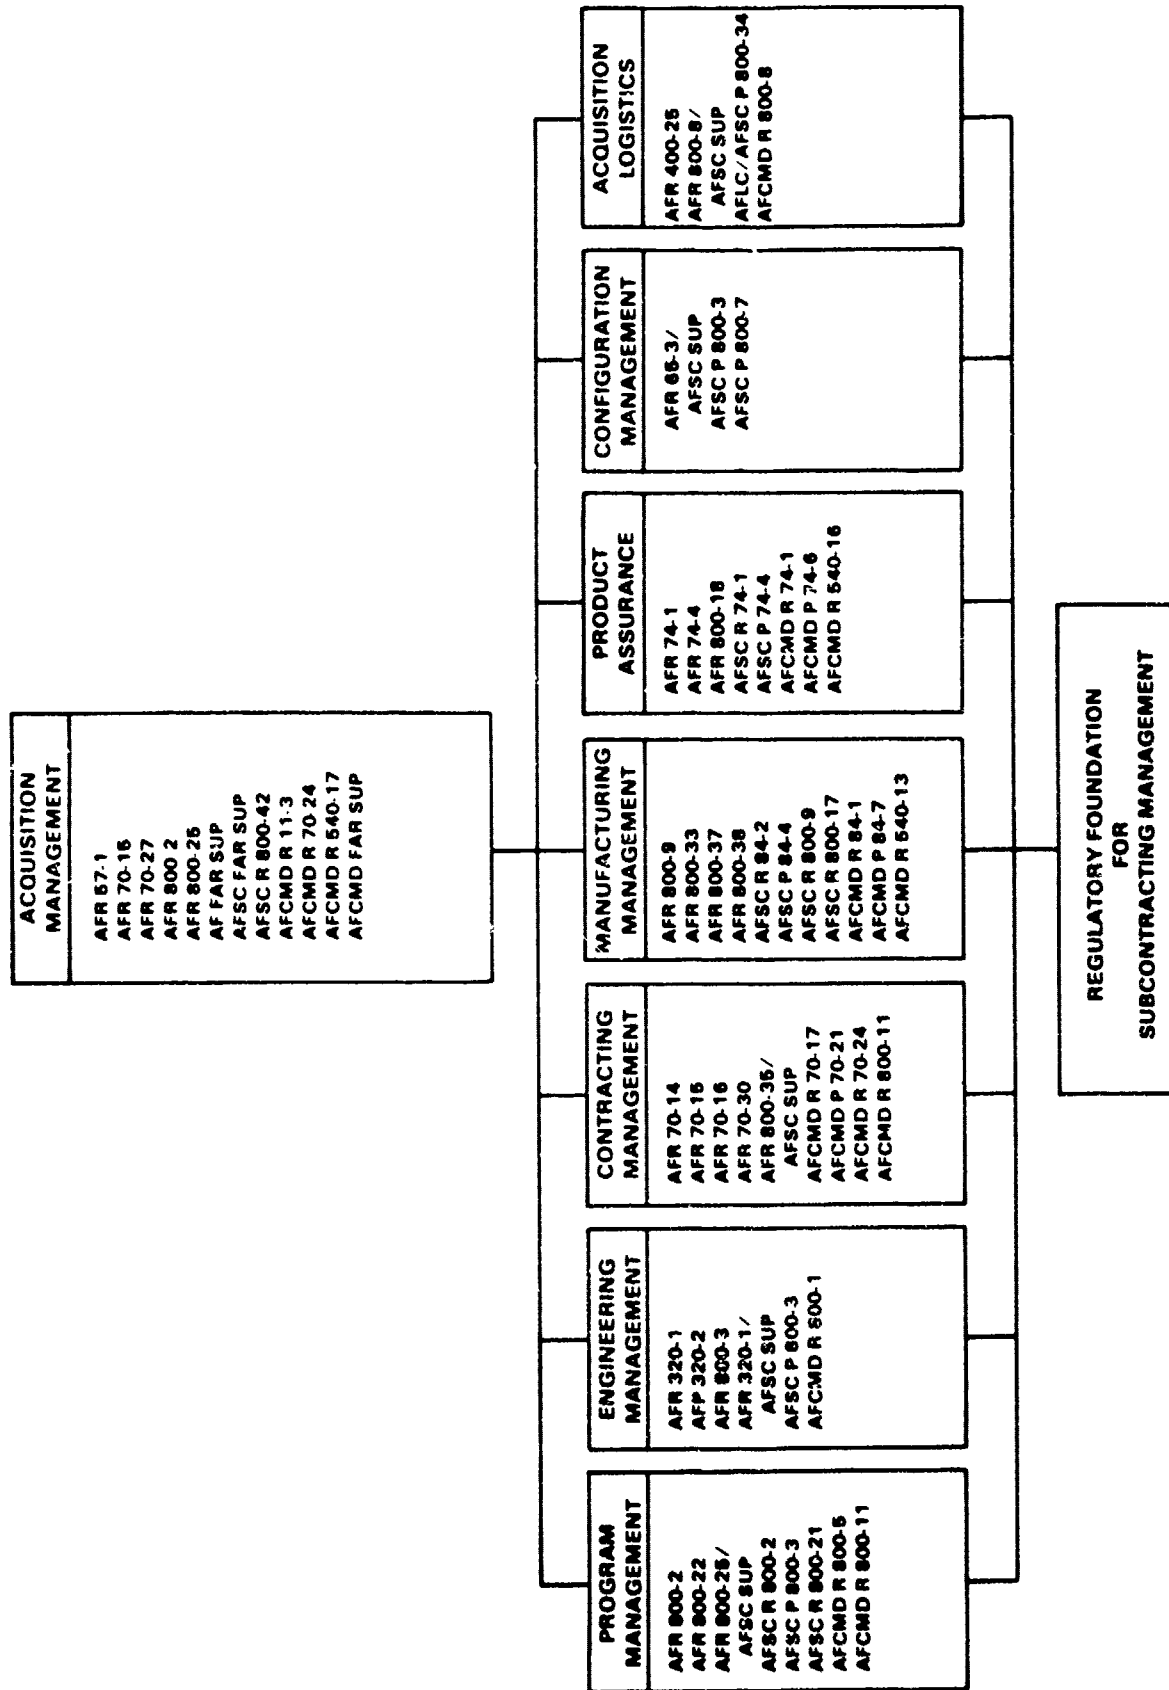 ACQUISITION
MANAGEMENT
AFR 57-1
AFR 70-15
AFR 70-27
AFR 800 2
AFR 800-25
AF FAR SUP
AFSC FAR SUP
AFSC R 800-42
AFCMD R 11-3
AFCMD R 70-24
AFCMD R 540-17
AFCMD FAR SUP
PROGRAM
MANAGEMENT
AFR 800-2
AFR 800-22
AFR 800-25/
AFSC SUP
AFSC R 800-2
AFSC P 800-3
AFSC R 800-21
AFCMD R 800-5
AFCMD R 800-11
ENGINEERING
MANAGEMENT
AFR 320-1
AFP 320-2
AFR 800-3
AFR 320-1/
AFSC SUP
AFSC P 800-3
AFCMD R 800-1
CONTRACTING
MANAGEMENT
AFR 70-14
AFR 70-15
AFR 70-16
AFR 70-30
AFR 800-35/
AFSC SUP
AFCMD R 70-17
AFCMD P 70-21
AFCMD R 70-24
AFCMD R 800-11
MANUFACTURING
MANAGEMENT
AFR 800-9
AFR 800-33
AFR 800-37
AFR 800-38
AFSC R 84-2
AFSC P 84-4
AFSC R 800-9
AFSC R 800-17
AFCMD R 84-1
AFCMD P 84-7
AFCMD R 540-13
PRODUCT
ASSURANCE
AFR 74-1
AFR 74-4
AFR 800-18
AFSC R 74-1
AFSC P 74-4
AFCMD R 74-1
AFCMD P 74-6
AFCMD R 540-16
CONFIGURATION
MANAGEMENT
AFR 65-3/
AFSC SUP
AFSC P 800-3
AFSC P 800-7
ACQUISITION
LOGISTICS
AFR 400-25
AFR 800-8/
AFSC SUP
AFLC/AFSC P 800-34
AFCMD R 800-8
REGULATORY FOUNDATION
FOR
SUBCONTRACTING MANAGEMENT